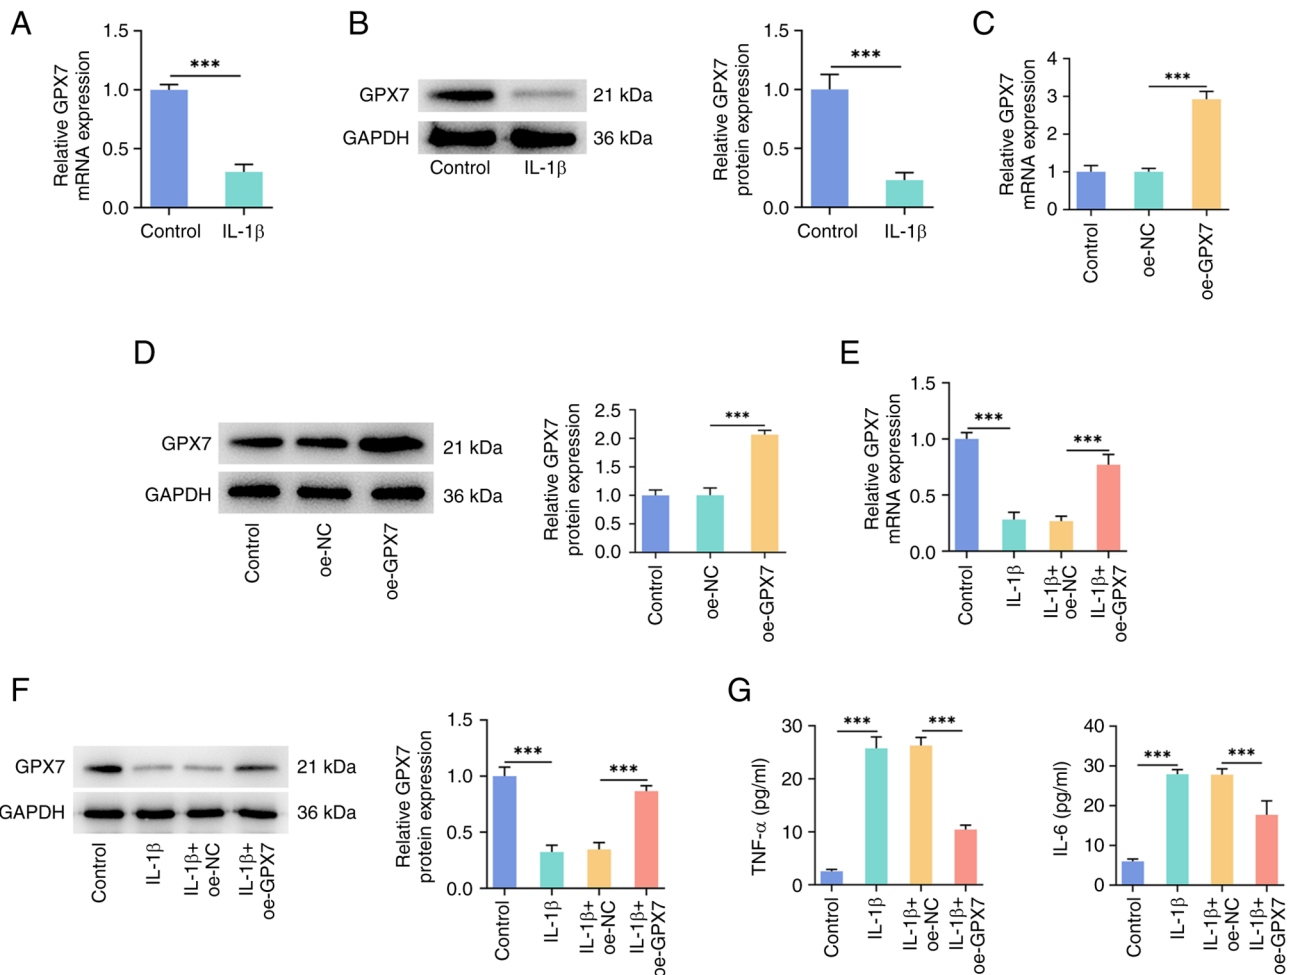 A
Relative GPX7
mRNA expression
1.5
1.0
0.5
0.0
***
Control
IL-1β
B
GPX7
21 kDa
GAPDH
36 kDa
Control
IL-1β
Relative GPX7
protein expression
1.5
1.0
0.5
0.0
***
Control
IL-1β
C
Relative GPX7
mRNA expression
4
3
2
1
0
***
Control
oe-NC
oe-GPX7
D
GPX7
21 kDa
GAPDH
36 kDa
Control
oe-NC
oe-GPX7
Relative GPX7
protein expression
2.5
2.0
1.5
1.0
0.5
0.0
***
Control
oe-NC
oe-GPX7
E
Relative GPX7
mRNA expression
1.5
1.0
0.5
0.0
***
***
Control
IL-1β
IL-1β+
oe-NC
IL-1β+
oe-GPX7
F
GPX7
21 kDa
GAPDH
36 kDa
Control
IL-1β
IL-1β+
oe-NC
IL-1β+
oe-GPX7
Relative GPX7
protein expression
1.5
1.0
0.5
0.0
***
***
Control
IL-1β
IL-1β+
oe-NC
IL-1β+
oe-GPX7
G
TNF-α (pg/ml)
30
20
10
0
***
***
Control
IL-1β
IL-1β+
oe-NC
IL-1β+
oe-GPX7
IL-6 (pg/ml)
40
30
20
10
0
***
***
Control
IL-1β
IL-1β+
oe-NC
IL-1β+
oe-GPX7